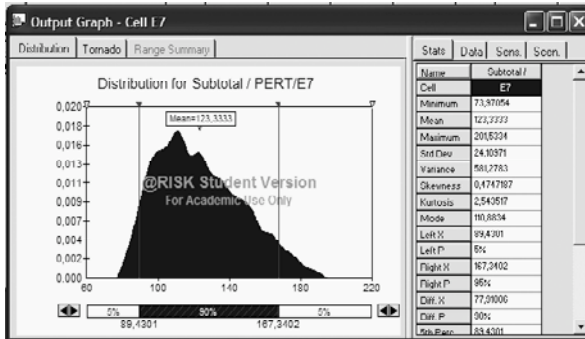 Output Graph - Cell E7
Distribution Tornado Range Summary
Stats Data Sens. Scen.
Distribution for Subtotal / PERT/E7
Mean=123,3333
0,020
0,018
0,016
0,013
0,011
0,009
0,007
0,004
0,002
0.000
60 100 140 180 220
@RISK Student Version
For Academic Use Only
5% 90% 5%
89,4301 167,3402
Name Subtotal /
Cell E7
Minimum 73,97054
Mean 123,3333
Maximum 201,5334
Std Dev 24,10971
Variance 581,2783
Skewness 0,4747187
Kurtosis 2,543517
Mode 110,8834
Left X 89,4301
Left P 5%
Right X 167,3402
Right P 95%
Diff. X 77,91006
Diff. P 90%
5th Perc. 89,4301